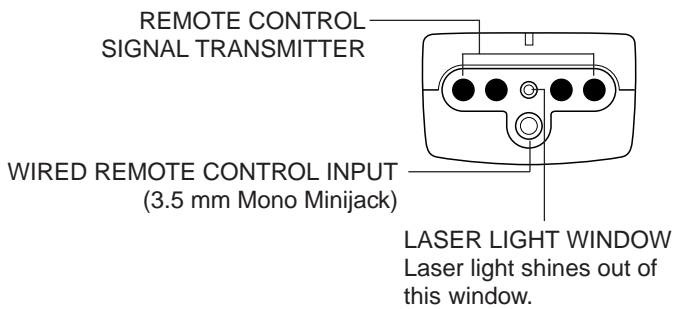 REMOTE CONTROL
SIGNAL TRANSMITTER
WIRED REMOTE CONTROL INPUT
(3.5 mm Mono Minijack)
LASER LIGHT WINDOW
Laser light shines out of
this window.